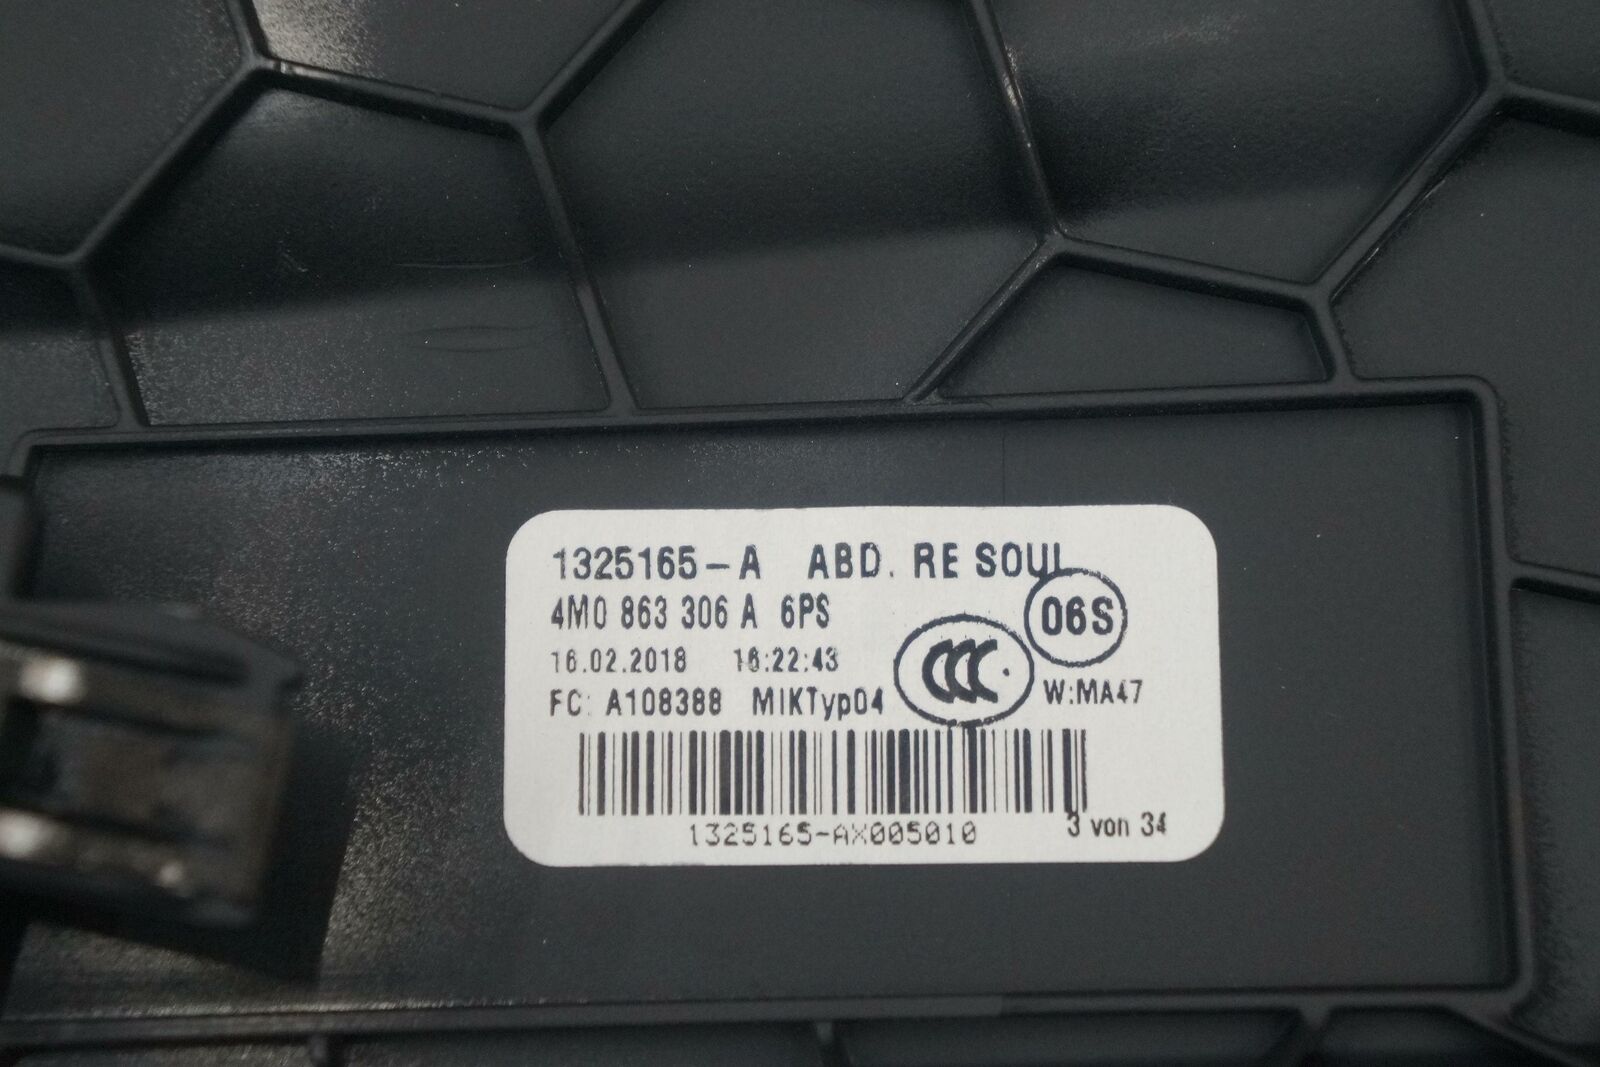 1325165-A ABD. RE SOUL
4M0 863 306 A 6PS
06S
16.02.2018 16:22:43
CCC
FC: A108388 MIKTyp04
W:MA47
1325165-AX005010
3 von 34